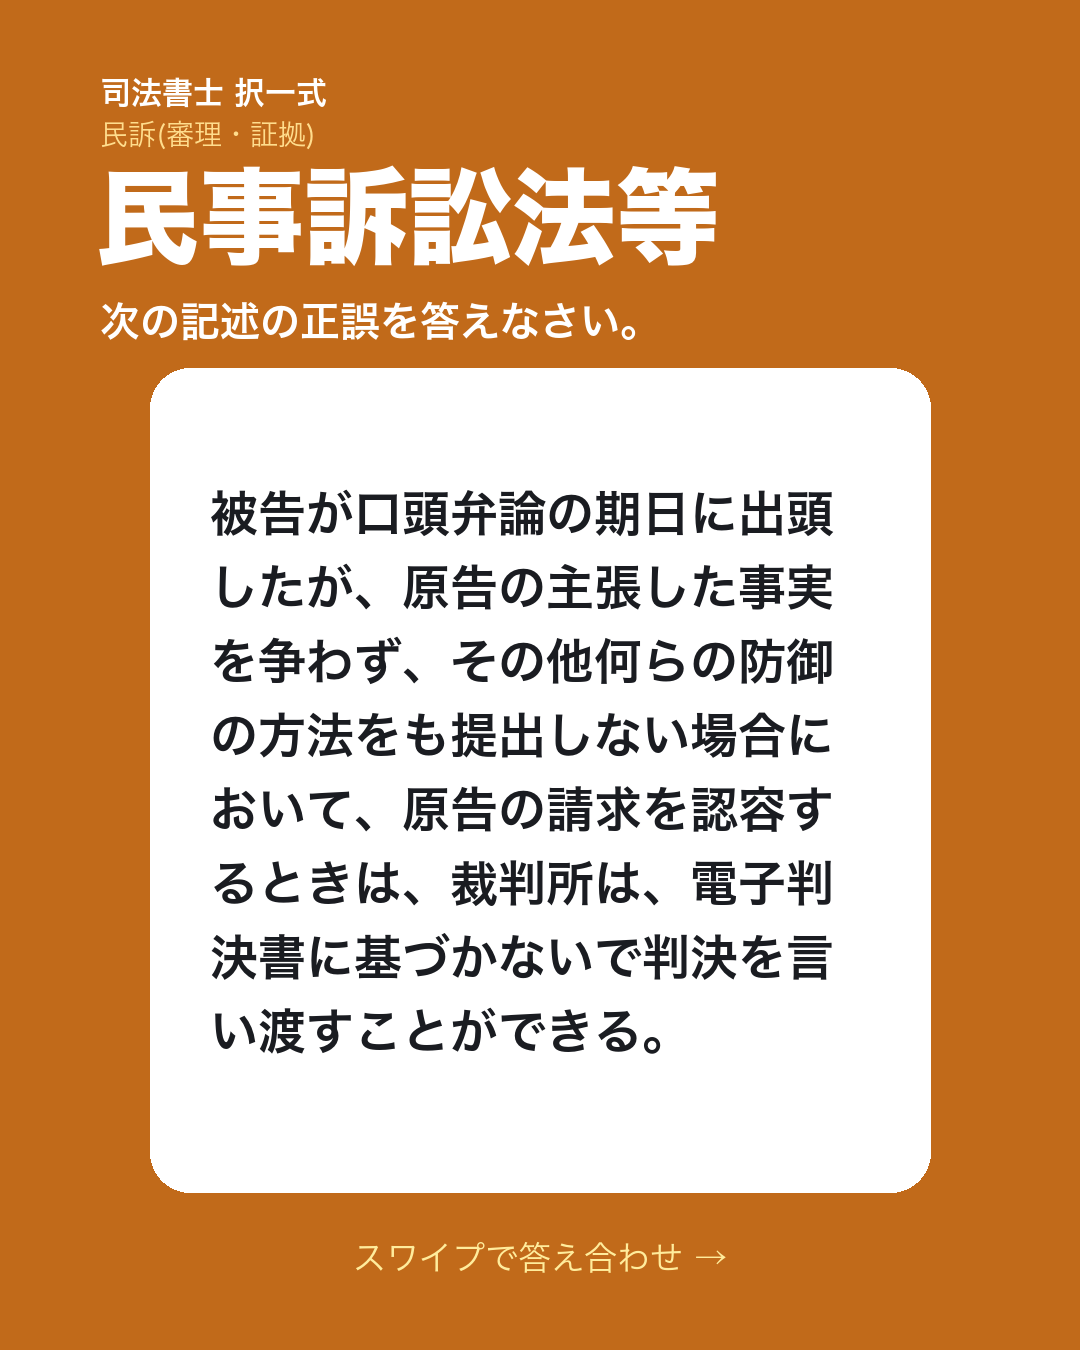 司法書士 択一式
民訴(審理・証拠)
民事訴訟法等
次の記述の正誤を答えなさい。
被告が口頭弁論の期日に出頭
したが、原告の主張した事実
を争わず、その他何らの防御
の方法をも提出しない場合に
おいて、原告の請求を認容す
るときは、裁判所は、電子判
決書に基づかないで判決を言
い渡すことができる。
スワイプで答え合わせ →